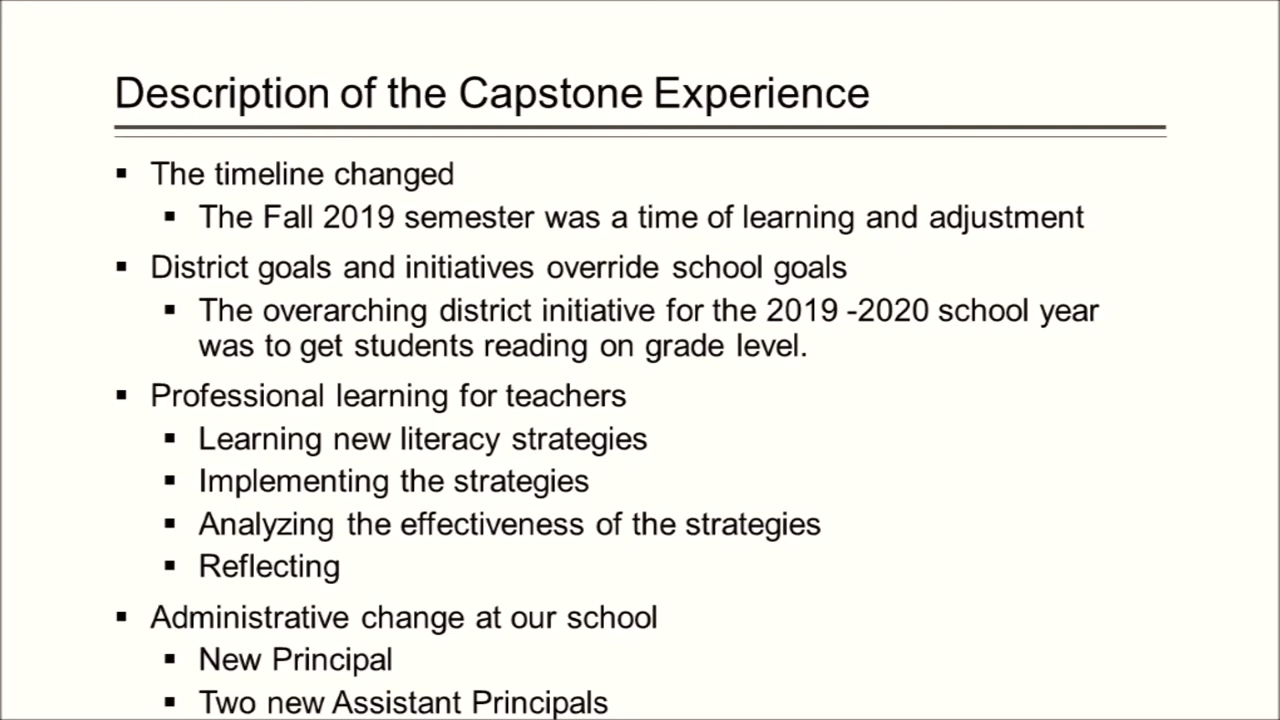 Description of the Capstone Experience
▪ The timeline changed
▪ The Fall 2019 semester was a time of learning and adjustment
▪ District goals and initiatives override school goals
▪ The overarching district initiative for the 2019 -2020 school year
was to get students reading on grade level.
▪ Professional learning for teachers
▪ Learning new literacy strategies
▪ Implementing the strategies
▪ Analyzing the effectiveness of the strategies
▪ Reflecting
▪ Administrative change at our school
▪ New Principal
▪ Two new Assistant Principals